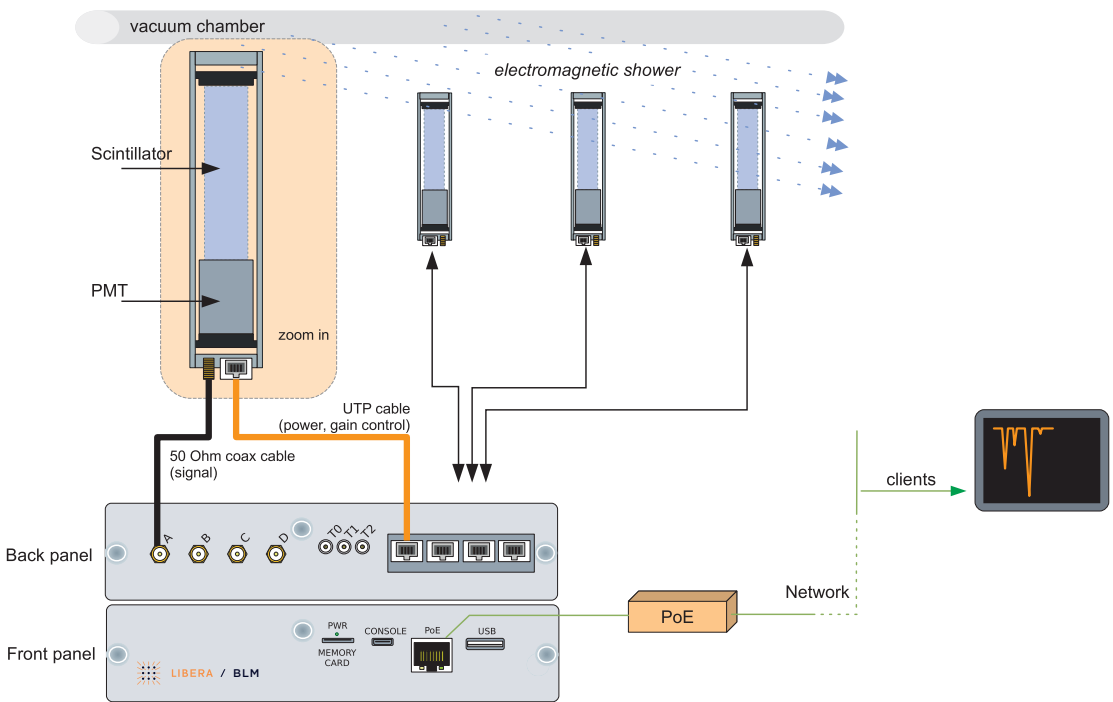 vacuum chamber
electromagnetic shower
Scintillator
PMT
zoom in
UTP cable
(power, gain control)
50 Ohm coax cable
(signal)
clients
A
B
C
D
T0
T1
T2
Back panel
Network
PoE
PWR
CONSOLE
PoE
USB
MEMORY
CARD
Front panel
LIBERA / BLM